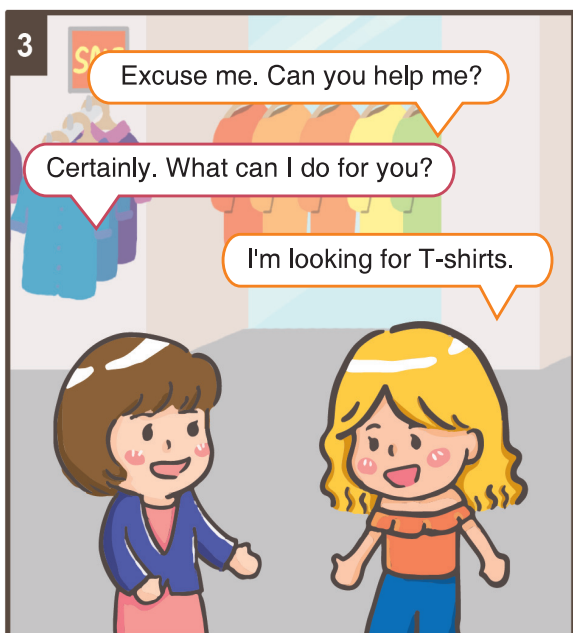 3
Excuse me. Can you help me?
Certainly. What can I do for you?
I'm looking for T-shirts.